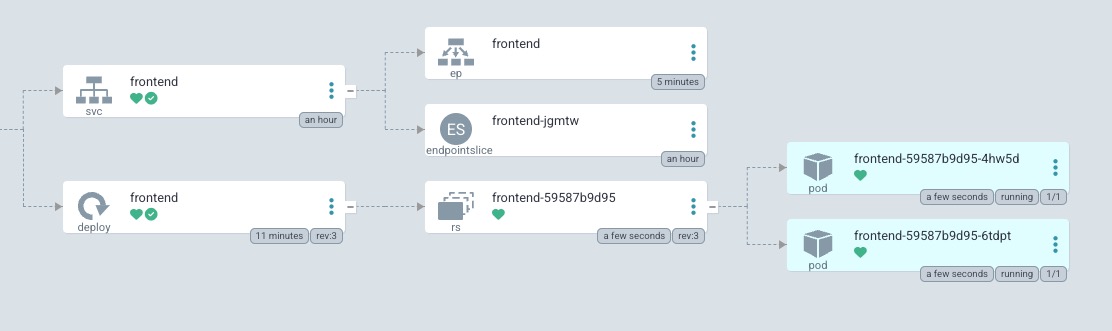 frontend
svc
an hour
frontend
deploy
11 minutes rev:3
frontend
ep
5 minutes
ES
frontend-jgmtw
endpointslice
an hour
frontend-59587b9d95
rs
a few seconds rev:3
frontend-59587b9d95-4hw5d
pod
a few seconds running 1/1
frontend-59587b9d95-6tdpt
pod
a few seconds running 1/1